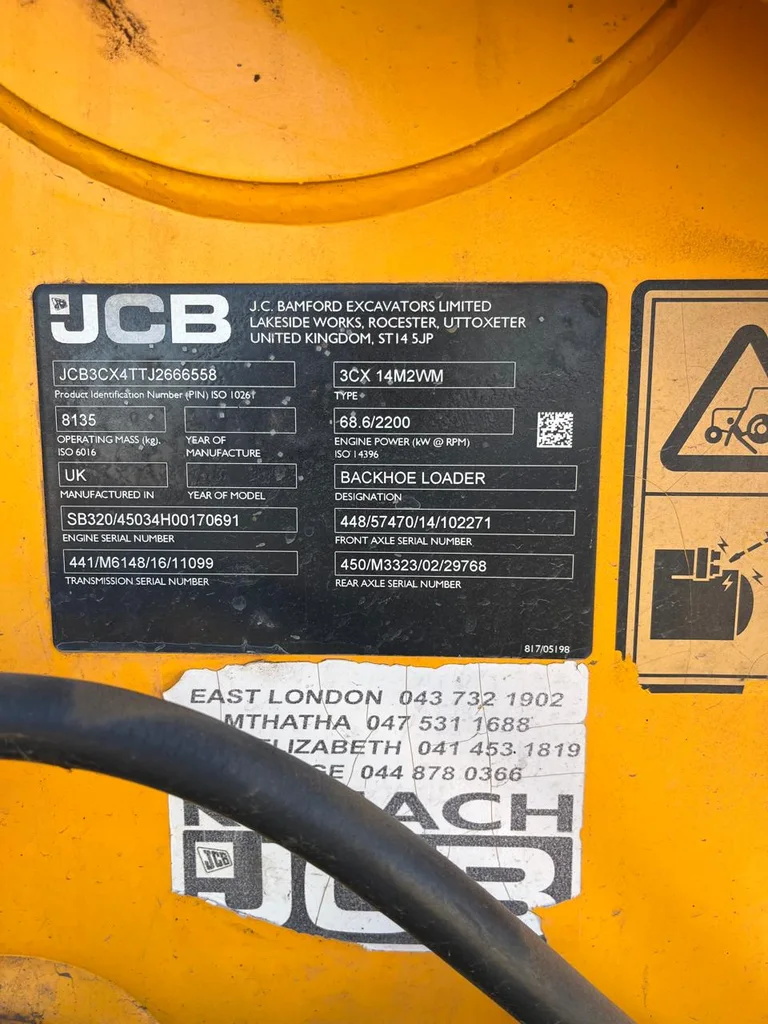 JCB
J.C. BAMFORD EXCAVATORS LIMITED
LAKESIDE WORKS, ROCESTER, UTTOXETER
UNITED KINGDOM, ST14 5JP
JCB3CX4TTJ2666558
Product Identification Number (PIN) ISO 10261
3CX 14M2WM
TYPE
8135
OPERATING MASS (kg).
ISO 6016
YEAR OF
MANUFACTURE
68.6/2200
ENGINE POWER (kW @ RPM)
ISO 14396
UK
MANUFACTURED IN
YEAR OF MODEL
BACKHOE LOADER
DESIGNATION
SB320/45034H00170691
ENGINE SERIAL NUMBER
448/57470/14/102271
FRONT AXLE SERIAL NUMBER
441/M6148/16/11099
TRANSMISSION SERIAL NUMBER
450/M3323/02/29768
REAR AXLE SERIAL NUMBER
817/05198
EAST LONDON 043 732 1902
MTHATHA 047 531 1688
ELIZABETH 041 453 1819
044 878 0366
JCB
JCB